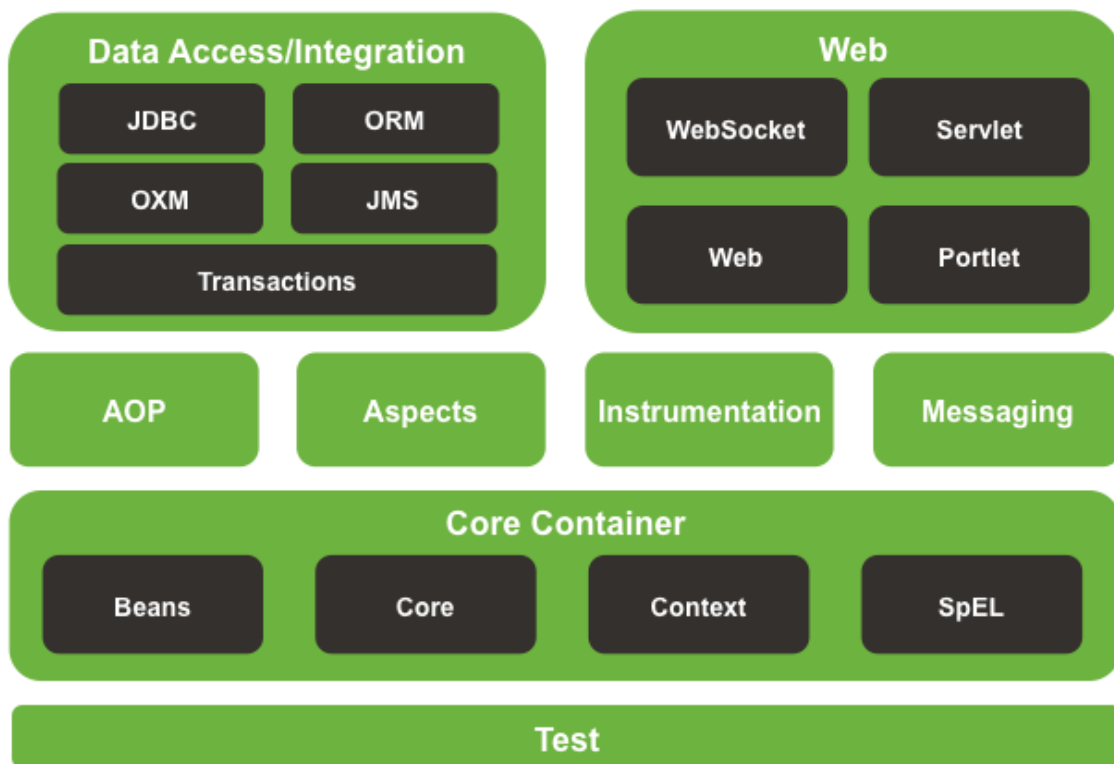 Data Access/Integration
JDBC
ORM
OXM
JMS
Transactions
Web
WebSocket
Servlet
Web
Portlet
AOP
Aspects
Instrumentation
Messaging
Core Container
Beans
Core
Context
SpEL
Test